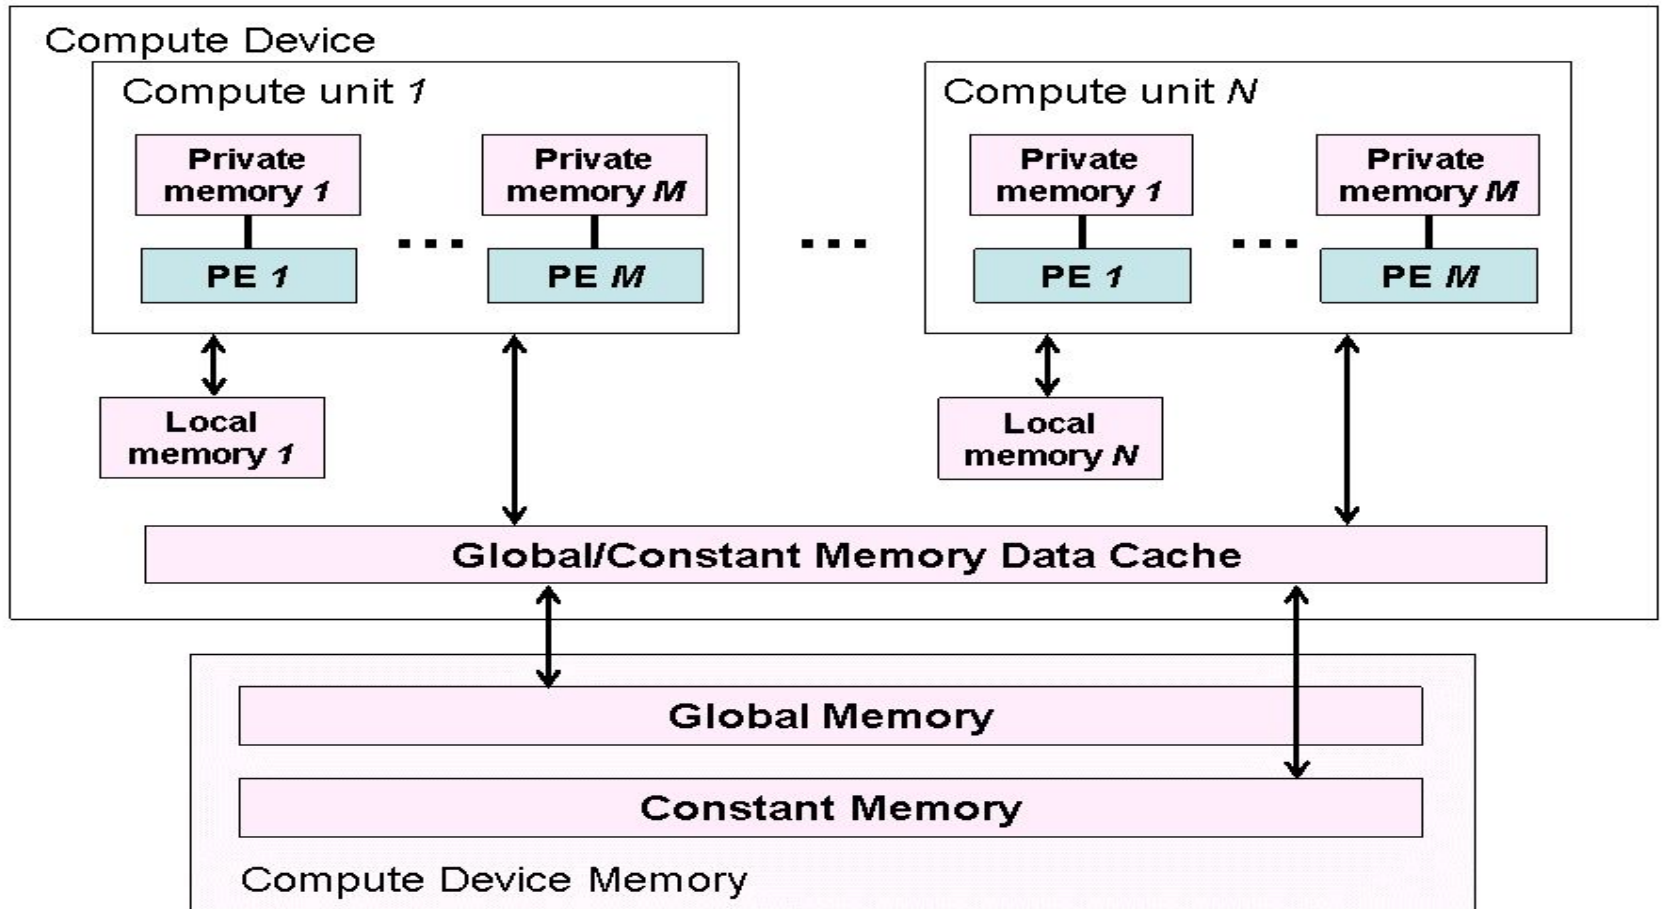 Compute Device
Compute unit 1
Compute unit N
Private
memory 1
Private
memory M
Private
memory 1
Private
memory M
...
...
...
PE 1
PE M
PE 1
PE M
Local
memory 1
Local
memory N
Global/Constant Memory Data Cache
Global Memory
Constant Memory
Compute Device Memory